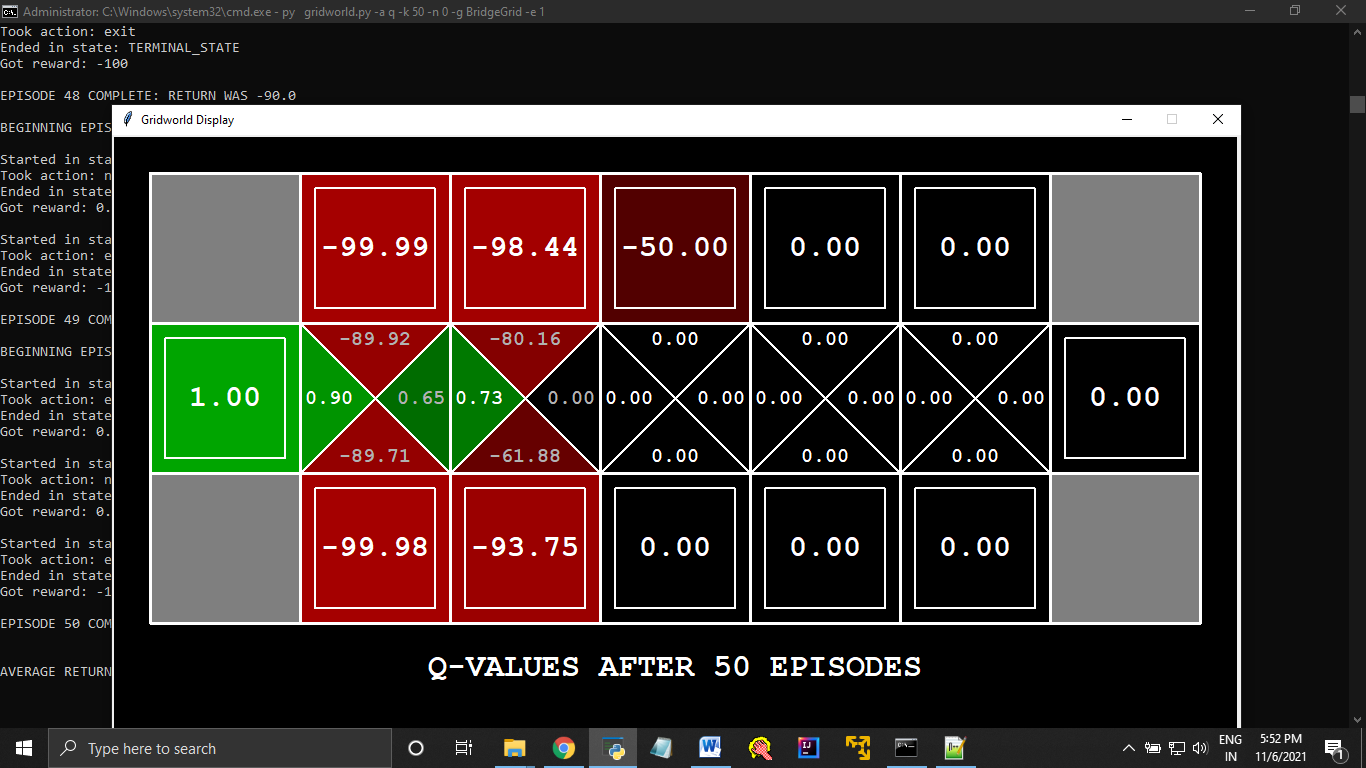 Administrator: C:\Windows\system32\cmd.exe - py gridworld.py -a q -k 50 -n 0 -g BridgeGrid -e 1
Took action: exit
Ended in state: TERMINAL_STATE
Got reward: -100
EPISODE 48 COMPLETE: RETURN WAS -90.0
BEGINNING EPIS
Started in sta
Took action: n
Ended in state
Got reward: 0.
Started in sta
Took action: e
Ended in state
Got reward: -1
EPISODE 49 COM
BEGINNING EPIS
Started in sta
Took action: e
Ended in state
Got reward: 0.
Started in sta
Took action: n
Ended in state
Got reward: 0.
Started in sta
Took action: e
Ended in state
Got reward: -1
EPISODE 50 COM
AVERAGE RETURN
Gridworld Display
-99.99 -98.44 -50.00 0.00 0.00
-89.92 -80.16 0.00 0.00 0.00
1.00 0.90 0.65 0.73 0.00 0.00 0.00 0.00 0.00 0.00 0.00 0.00
-89.71 -61.88 0.00 0.00 0.00
-99.98 -93.75 0.00 0.00 0.00
Q-VALUES AFTER 50 EPISODES
Type here to search
ENG
IN
5:52 PM
11/6/2021
1